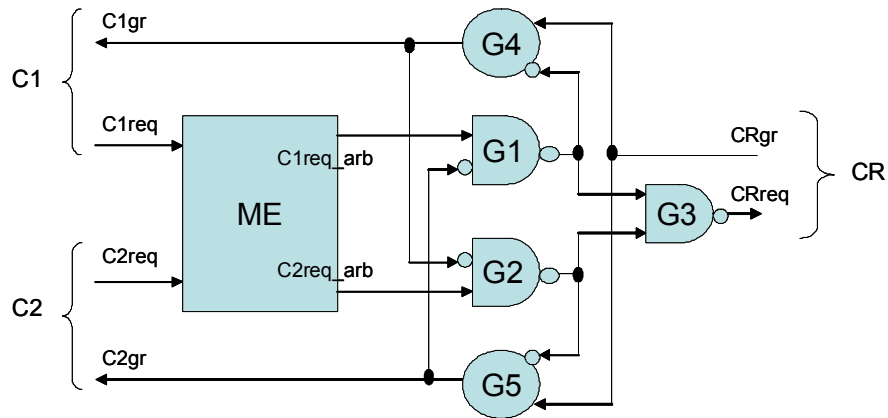 C1gr
G4
C1
C1req
C1req_arb
G1
CRgr
CR
ME
G3
CRreq
C2req
C2req_arb
G2
C2
C2gr
G5